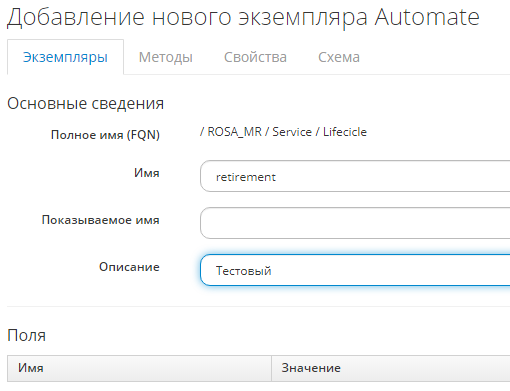 Добавление нового экземпляра Automate
Экземпляры Методы Свойства Схема
Основные сведения
Полное имя (FQN) / ROSA_MR / Service / Lifecicle
Имя retirement
Показываемое имя
Описание Тестовый
Поля
Имя Значение